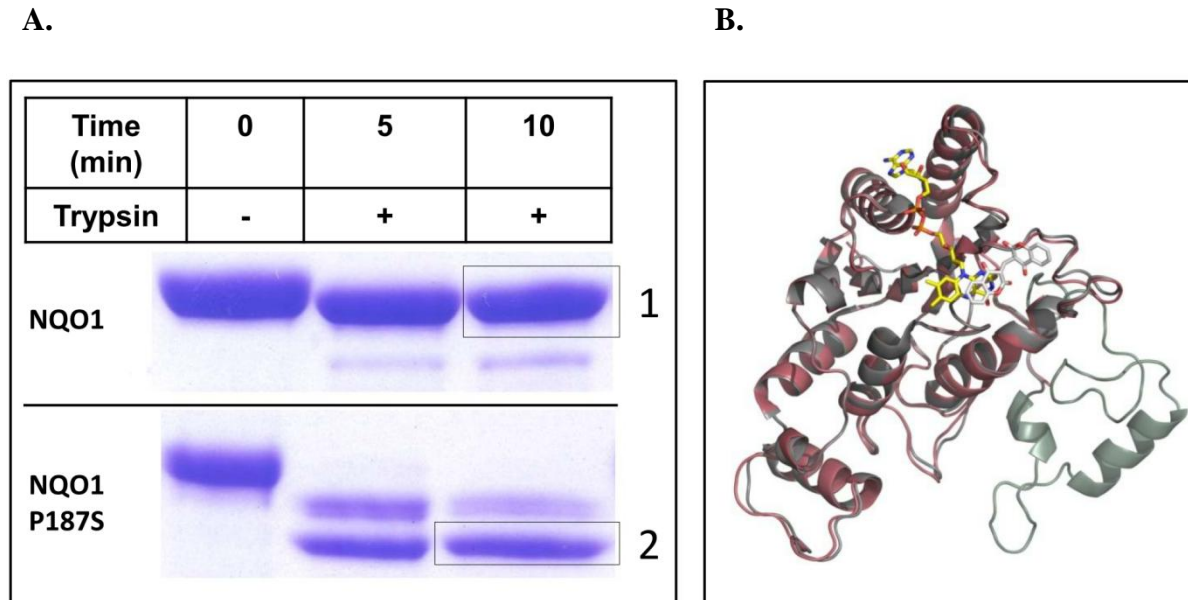 A.
B.
Time (min) 0 5 10
Trypsin - + +
NQO1
1
NQO1
P187S
2